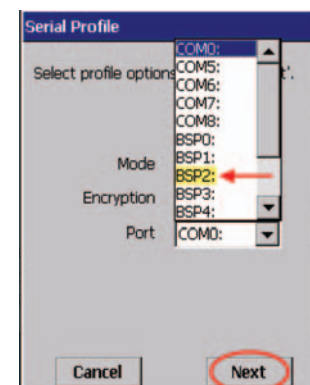 Serial Profile
Select profile option t'.
COM0:
COM5:
COM6:
COM7:
COM8:
BSP0:
BSP1:
BSP2:
BSP3:
BSP4:
Mode
Encryption
Port COM0:
Cancel Next